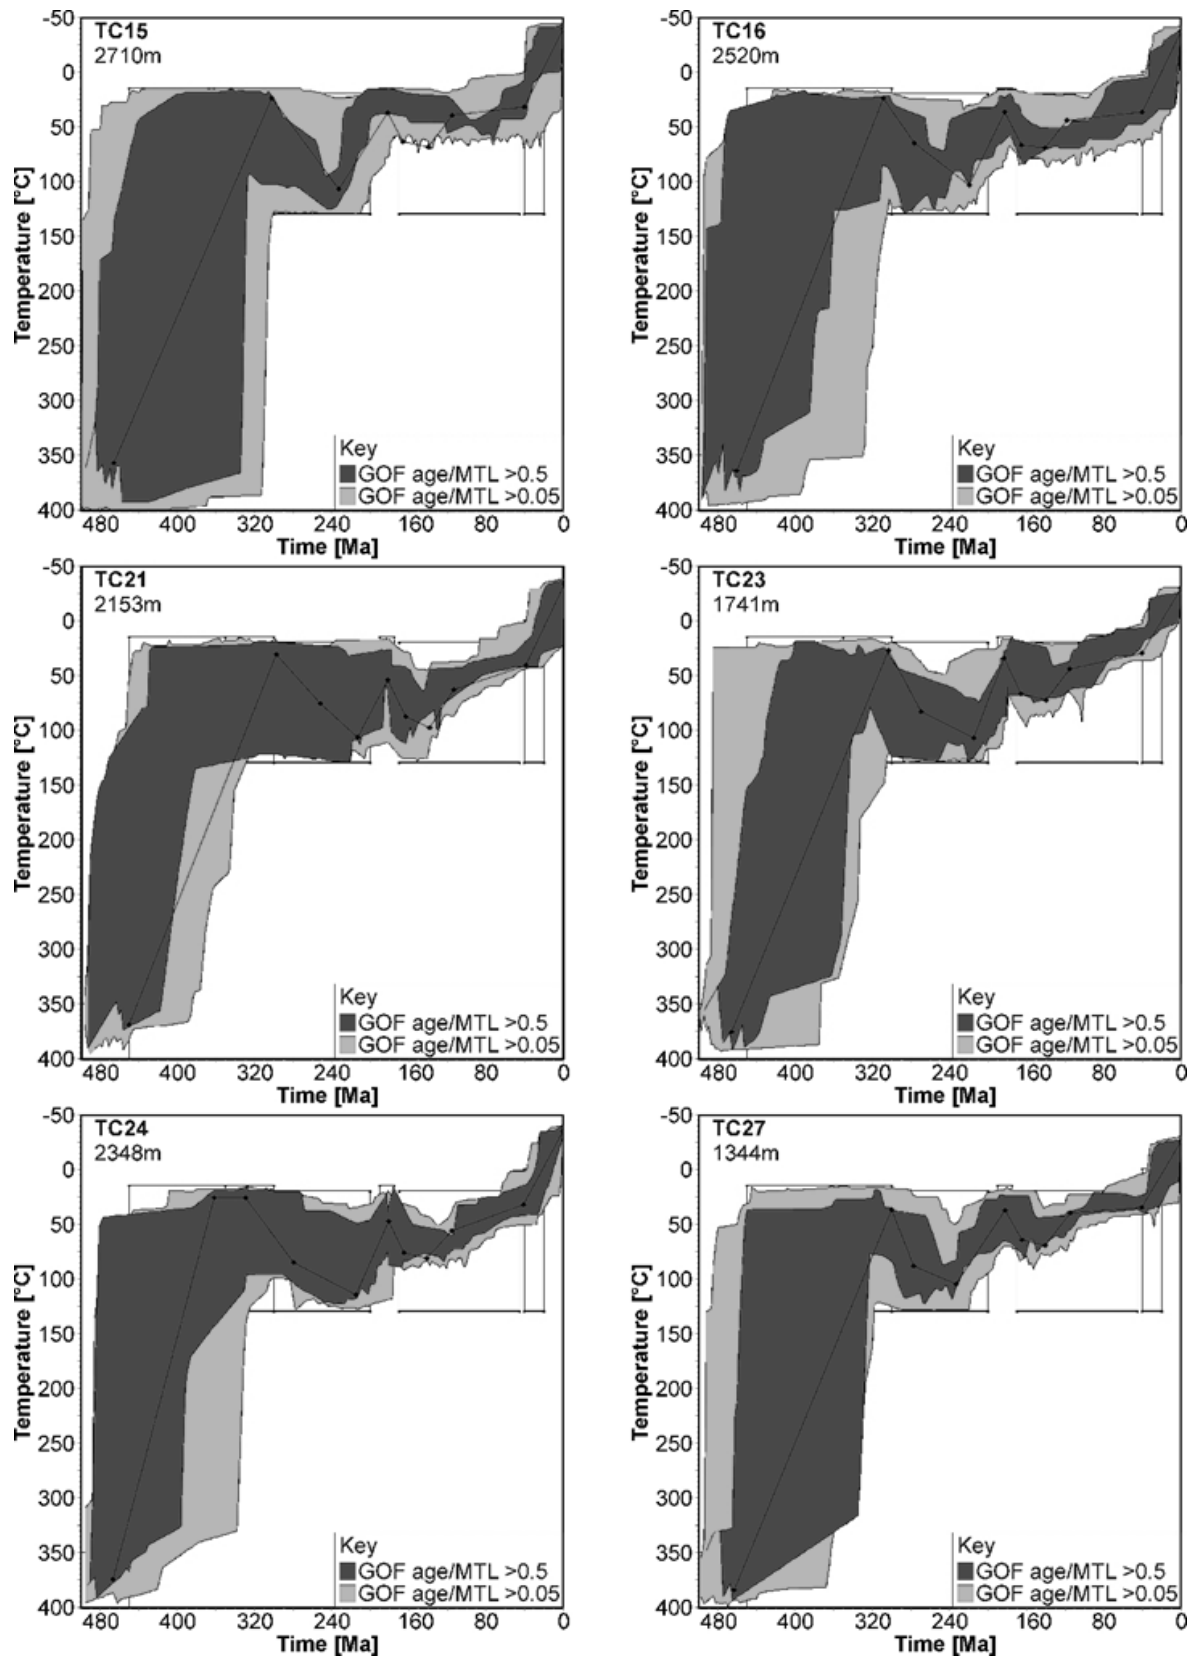 TC15
2710m
-50
0
50
100
150
200
250
300
350
400
Temperature [°C]
Key
GOF age/MTL >0.5
GOF age/MTL >0.05
480 400 320 240 160 80 0
Time [Ma]
TC16
2520m
-50
0
50
100
150
200
250
300
350
400
Temperature [°C]
Key
GOF age/MTL >0.5
GOF age/MTL >0.05
480 400 320 240 160 80 0
Time [Ma]
TC21
2153m
-50
0
50
100
150
200
250
300
350
400
Temperature [°C]
Key
GOF age/MTL >0.5
GOF age/MTL >0.05
480 400 320 240 160 80 0
Time [Ma]
TC23
1741m
-50
0
50
100
150
200
250
300
350
400
Temperature [°C]
Key
GOF age/MTL >0.5
GOF age/MTL >0.05
480 400 320 240 160 80 0
Time [Ma]
TC24
2348m
-50
0
50
100
150
200
250
300
350
400
Temperature [°C]
Key
GOF age/MTL >0.5
GOF age/MTL >0.05
480 400 320 240 160 80 0
Time [Ma]
TC27
1344m
-50
0
50
100
150
200
250
300
350
400
Temperature [°C]
Key
GOF age/MTL >0.5
GOF age/MTL >0.05
480 400 320 240 160 80 0
Time [Ma]